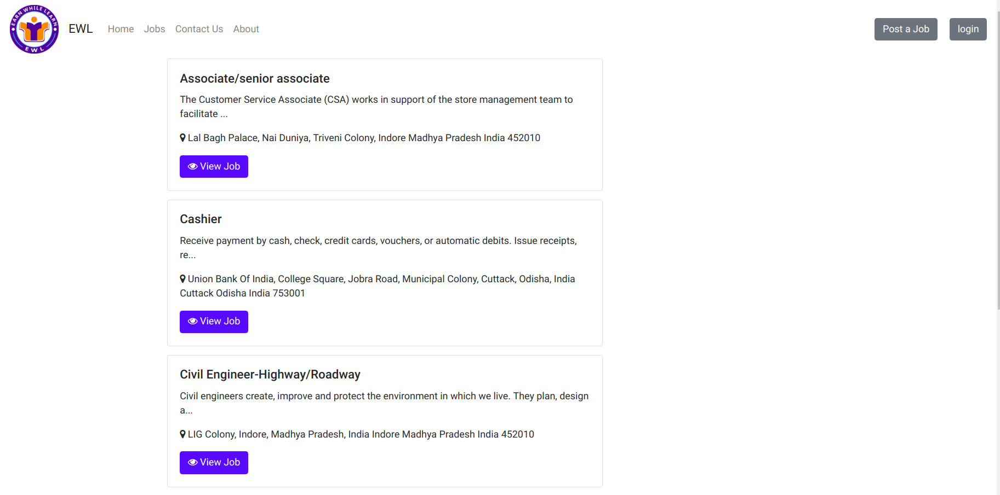 EARN WHILE LEARN
EWL
EWL
Home
Jobs
Contact Us
About
Post a Job
login
Associate/senior associate
The Customer Service Associate (CSA) works in support of the store management team to
facilitate ...
Lal Bagh Palace, Nai Duniya, Triveni Colony, Indore Madhya Pradesh India 452010
View Job
Cashier
Receive payment by cash, check, credit cards, vouchers, or automatic debits. Issue receipts,
re...
Union Bank Of India, College Square, Jobra Road, Municipal Colony, Cuttack, Odisha, India
Cuttack Odisha India 753001
View Job
Civil Engineer-Highway/Roadway
Civil engineers create, improve and protect the environment in which we live. They plan, design
a...
LIG Colony, Indore, Madhya Pradesh, India Indore Madhya Pradesh India 452010
View Job